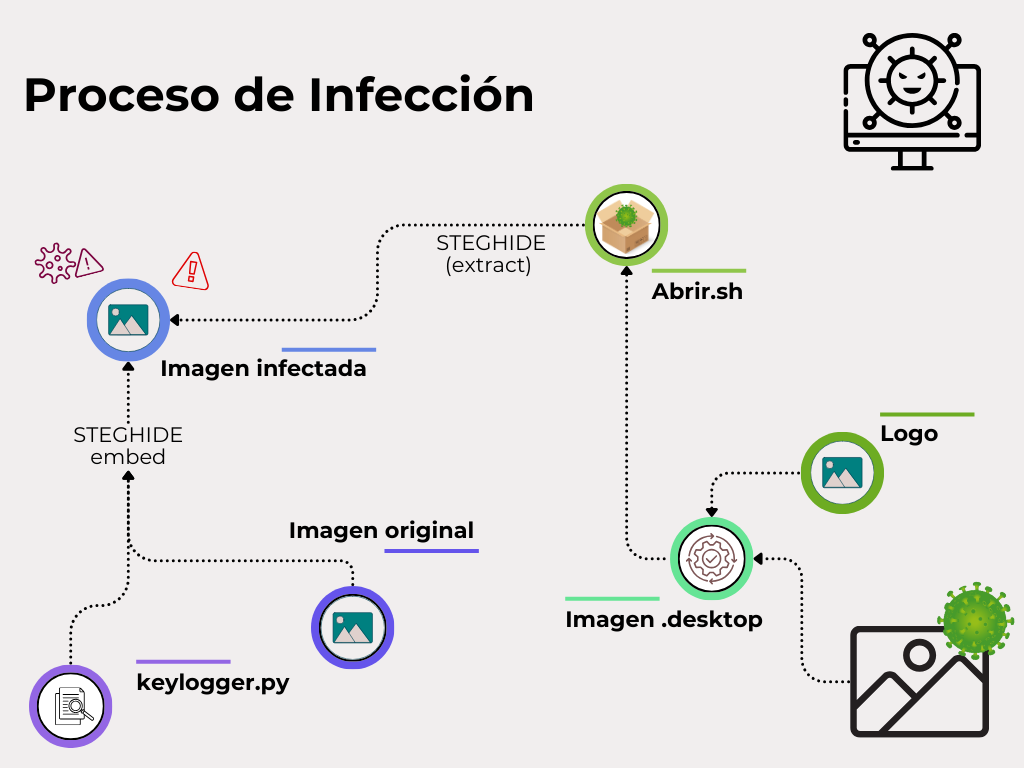 Proceso de Infección
STEGHIDE
(extract)
Abrir.sh
Imagen infectada
STEGHIDE
embed
Logo
Imagen original
Imagen .desktop
keylogger.py